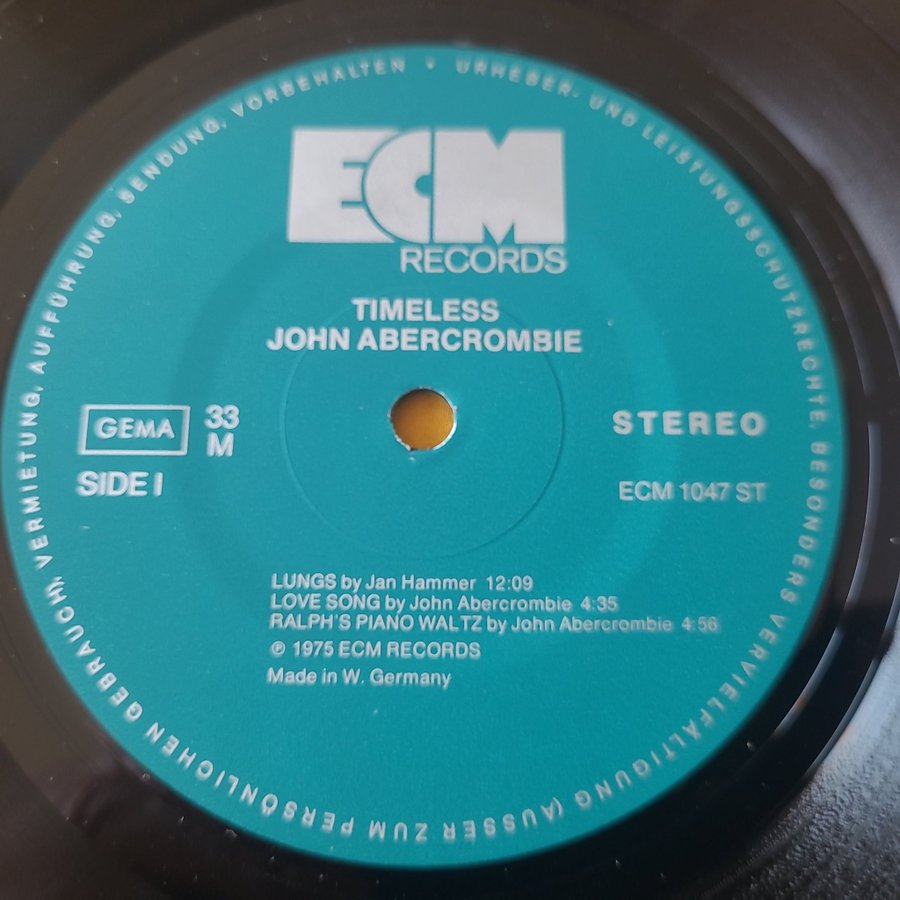 URHEBER- UND LEISTUNGSSCHUTZRECHTE, BESONDERS VERVIELFÄLTIGUNG (AUSSER ZUM PERSÖNLICHEN GEBRAUCH), VERMIETUNG, AUFFÜHRUNG, SENDUNG, VORBEHALTEN •
ECM
RECORDS
TIMELESS
JOHN ABERCROMBIE
GEMA 33 STEREO
M
SIDE I ECM 1047 ST
LUNGS by Jan Hammer 12:09
LOVE SONG by John Abercrombie 4:35
RALPH'S PIANO WALTZ by John Abercrombie 4:56
℗ 1975 ECM RECORDS
Made in W. Germany